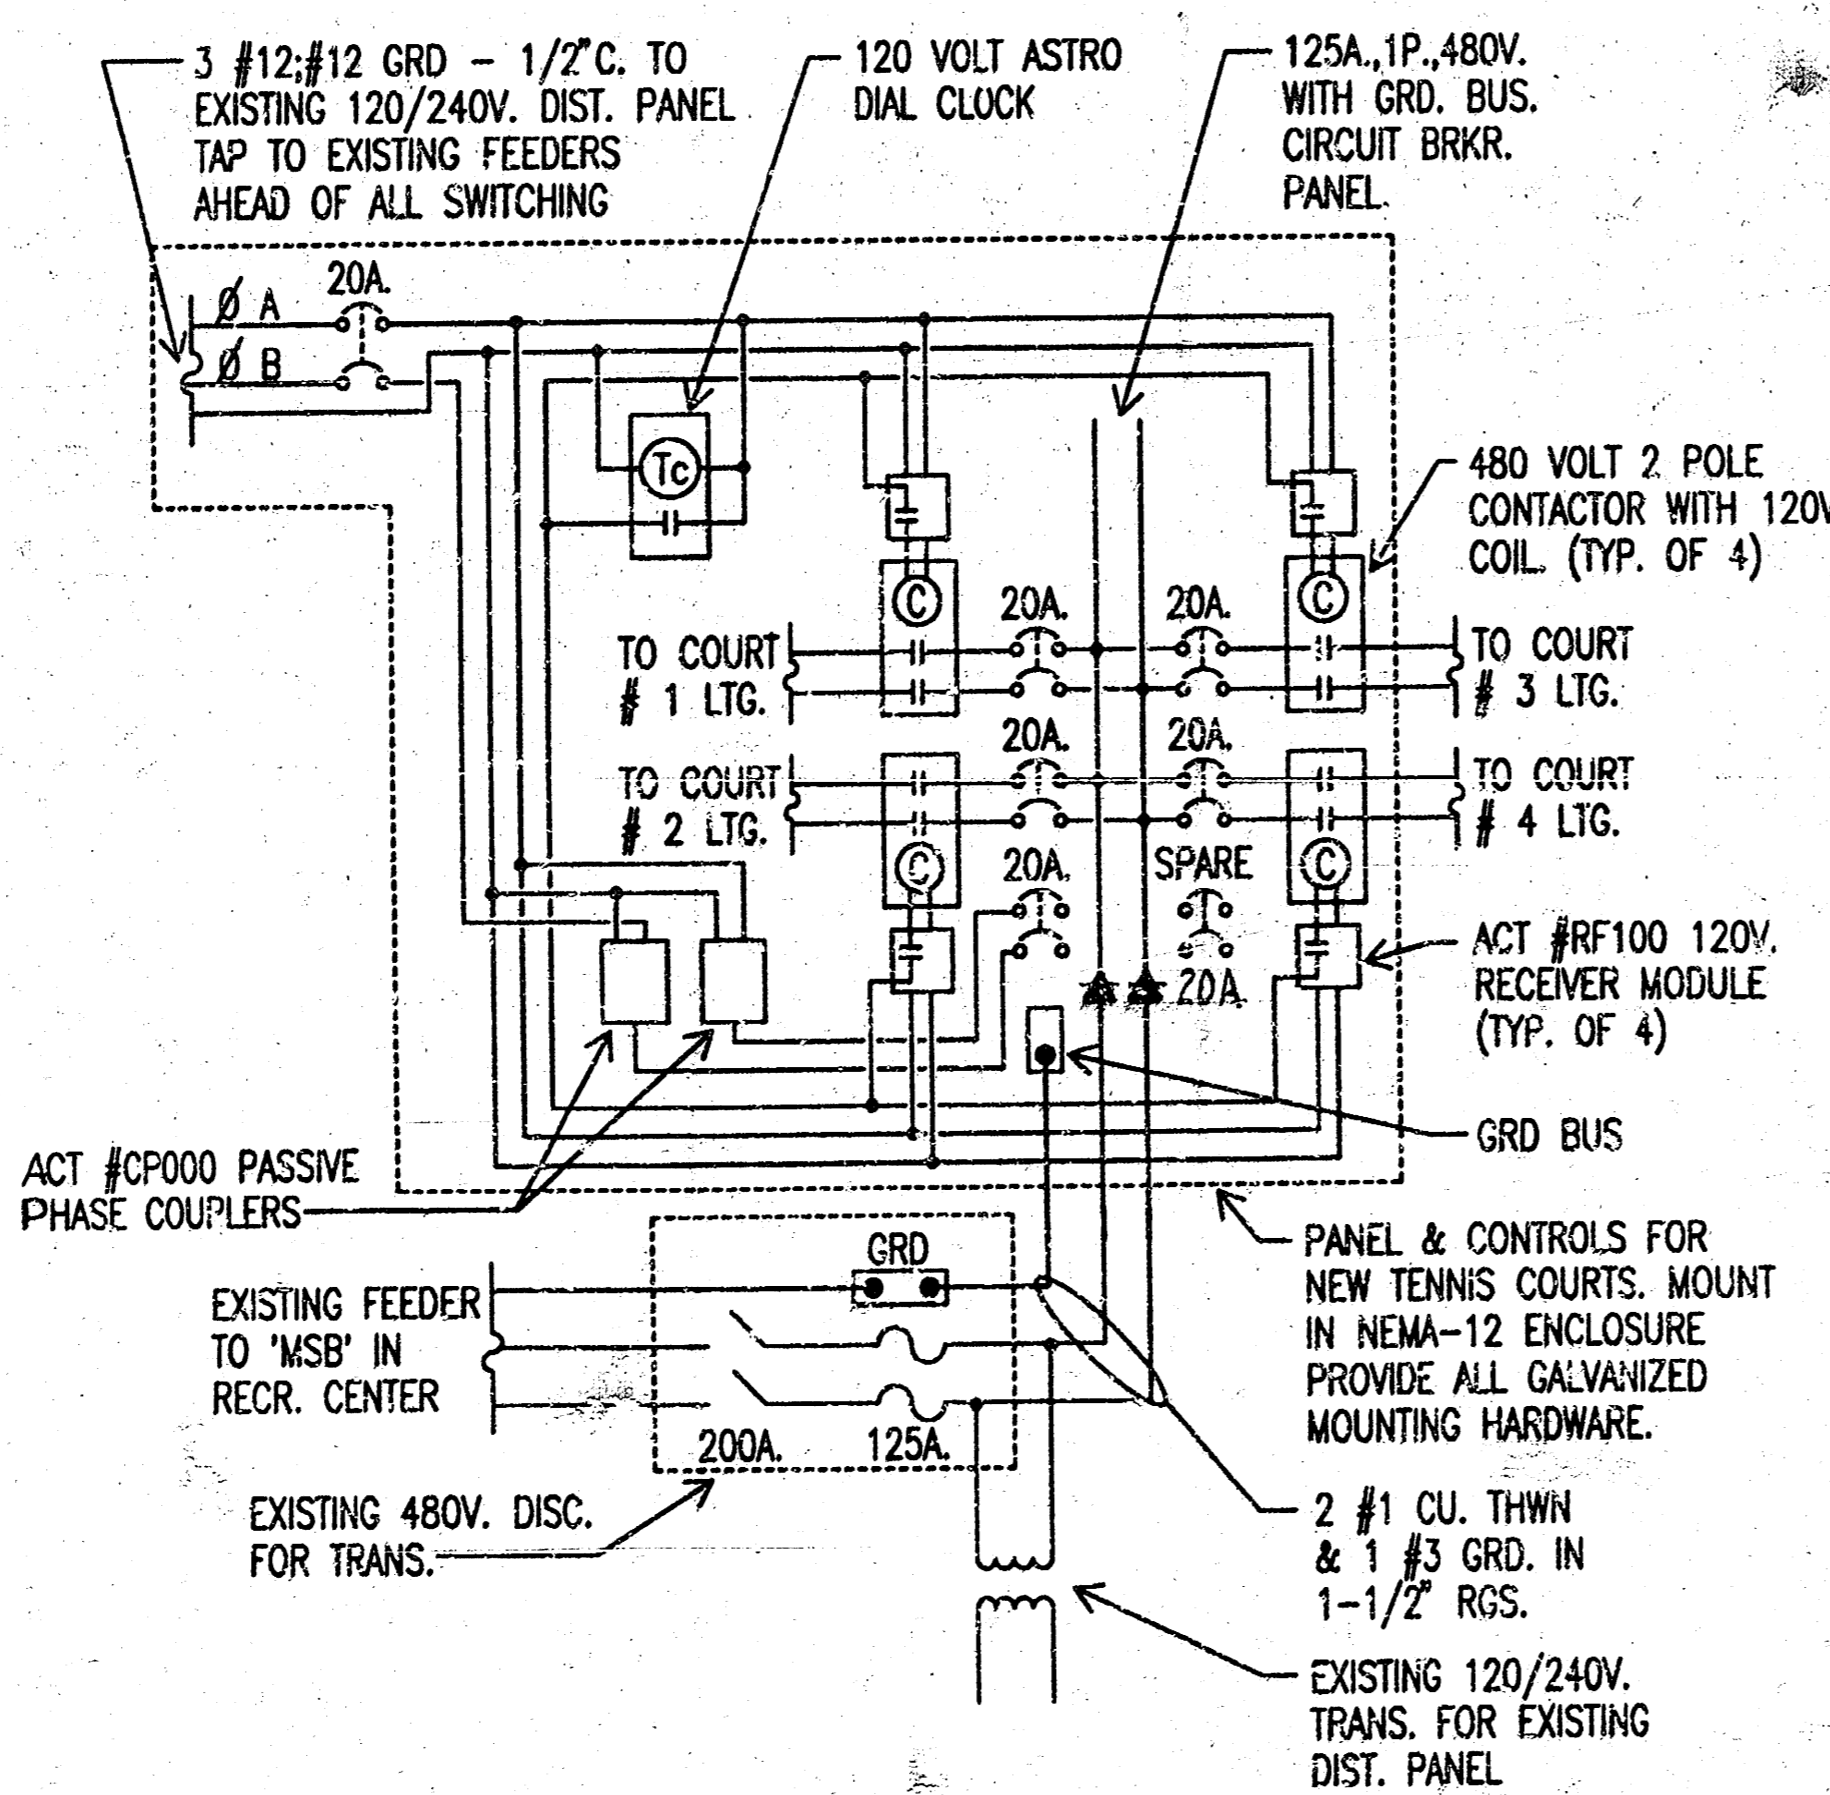 3 #12;#12 GRD - 1/2"C. TO
EXISTING 120/240V. DIST. PANEL
TAP TO EXISTING FEEDERS
AHEAD OF ALL SWITCHING
120 VOLT ASTRO
DIAL CLOCK
125A.,1P.,480V.
WITH GRD. BUS.
CIRCUIT BRKR.
PANEL.
Ø A
20A.
Ø B
Tc
480 VOLT 2 POLE
CONTACTOR WITH 120V
COIL. (TYP. OF 4)
C
20A.
20A.
C
TO COURT
# 1 LTG.
TO COURT
# 3 LTG.
20A.
20A.
TO COURT
# 2 LTG.
TO COURT
# 4 LTG.
C
20A.
SPARE
C
20A.
ACT #RF100 120V.
RECEIVER MODULE
(TYP. OF 4)
GRD BUS
ACT #CP000 PASSIVE
PHASE COUPLERS
PANEL & CONTROLS FOR
NEW TENNIS COURTS. MOUNT
IN NEMA-12 ENCLOSURE
PROVIDE ALL GALVANIZED
MOUNTING HARDWARE.
GRD
EXISTING FEEDER
TO 'MSB' IN
RECR. CENTER
200A.
125A.
EXISTING 480V. DISC.
FOR TRANS.
2 #1 CU. THWN
& 1 #3 GRD. IN
1-1/2" RGS.
EXISTING 120/240V.
TRANS. FOR EXISTING
DIST. PANEL